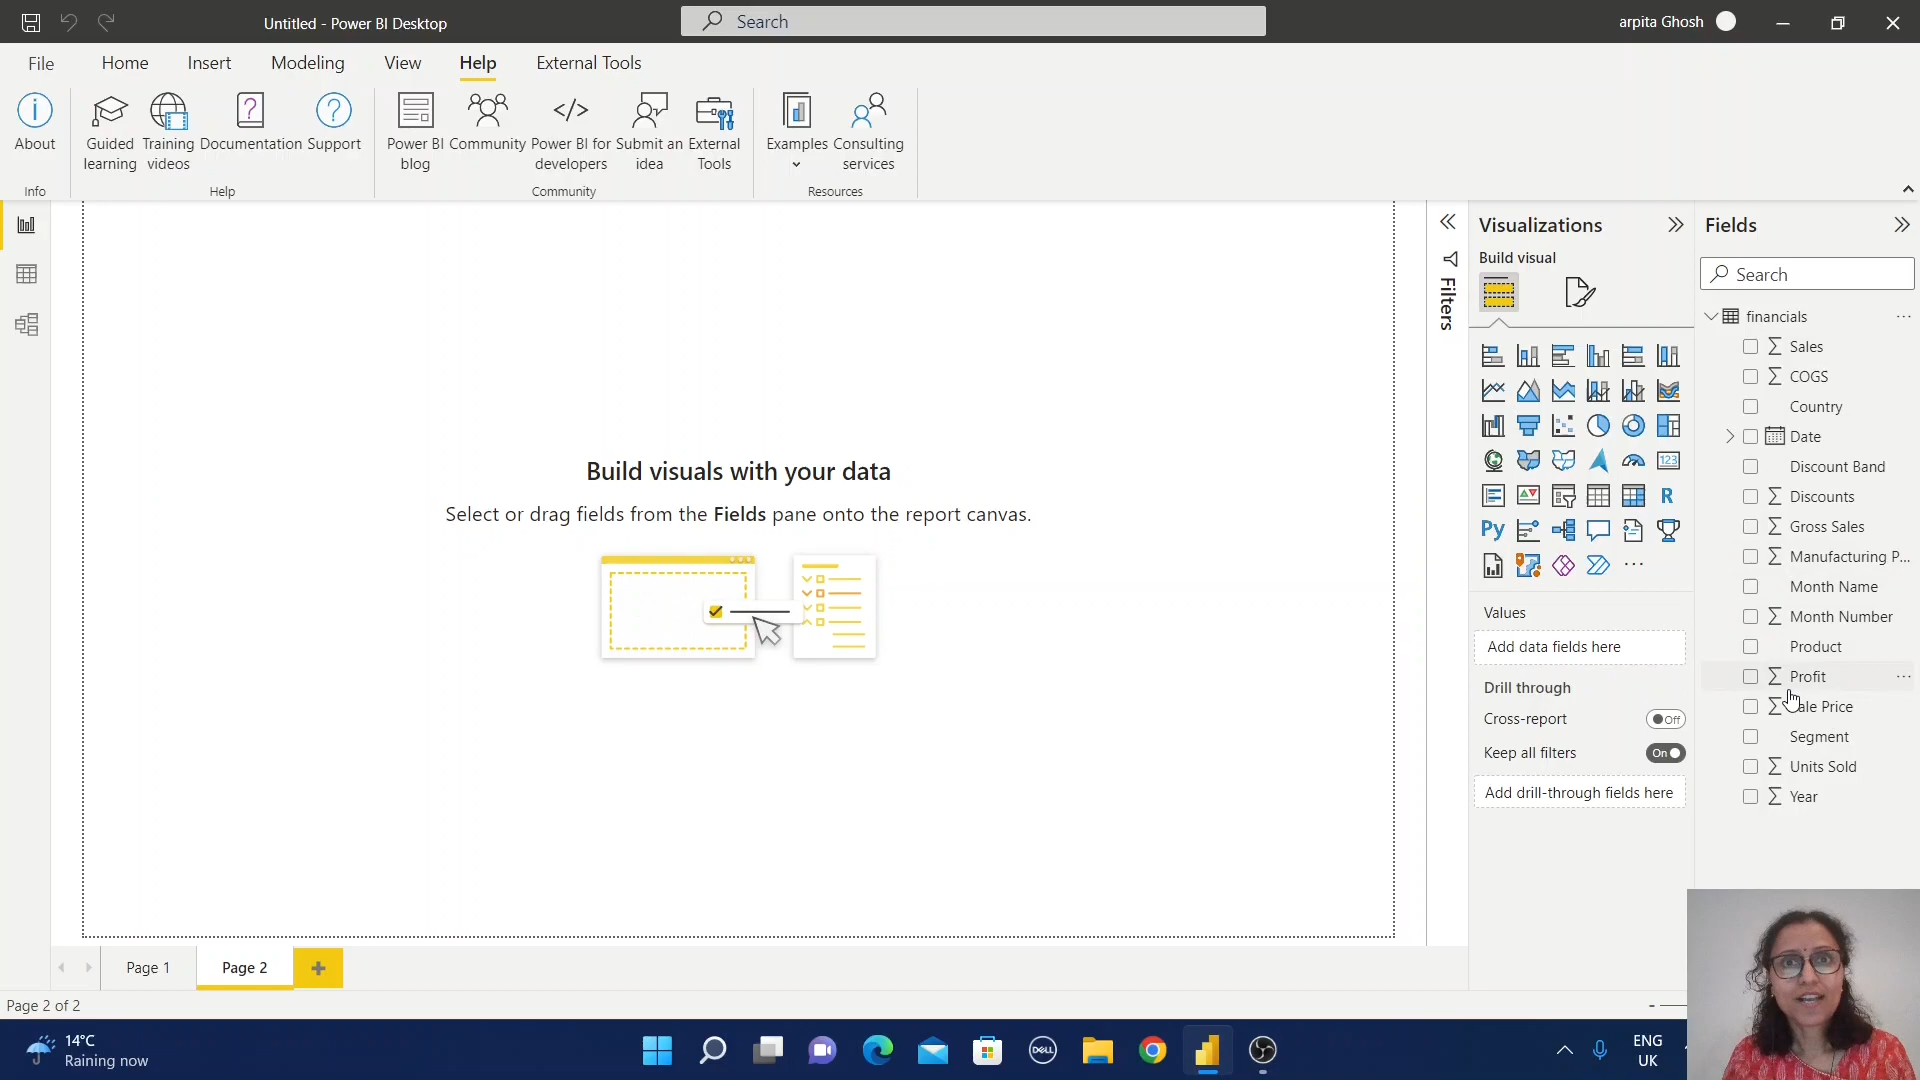 Untitled - Power BI Desktop
Search
arpita Ghosh
File
Home
Insert
Modeling
View
Help
External Tools
About
Guided learning
Training videos
Documentation
Support
Power BI blog
Community
Power BI for developers
Submit an idea
External Tools
Examples
Consulting services
Info
Help
Community
Resources
Build visuals with your data
Select or drag fields from the Fields pane onto the report canvas.
Filters
Visualizations
Build visual
123
R
Py
Values
Add data fields here
Drill through
Cross-report
Off
Keep all filters
On
Add drill-through fields here
Fields
Search
financials
Sales
COGS
Country
Date
Discount Band
Discounts
Gross Sales
Manufacturing P...
Month Name
Month Number
Product
Profit
ale Price
Segment
Units Sold
Year
Page 1
Page 2
Page 2 of 2
14°C
Raining now
DELL
ENG
UK